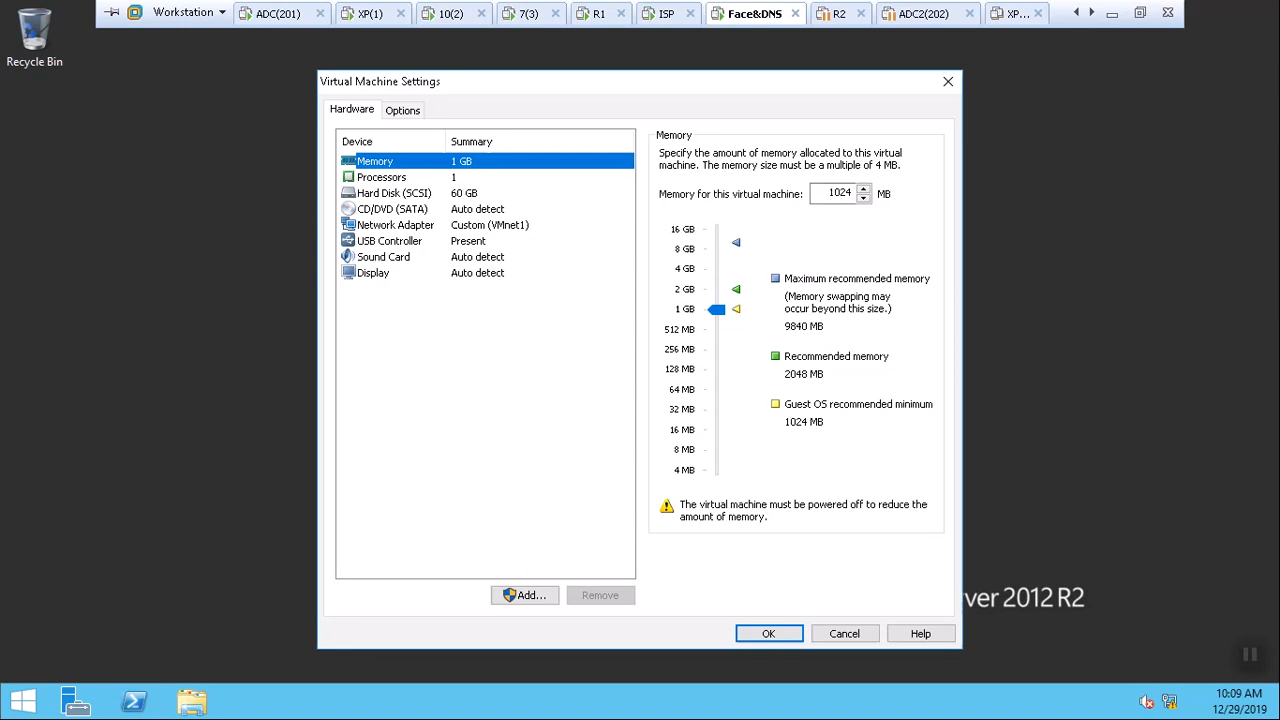 Workstation
ADC(201)
XP(1)
10(2)
7(3)
R1
ISP
Face&DNS
R2
ADC2(202)
XP...
Recycle Bin
Virtual Machine Settings
Hardware
Options
Device Summary
Memory 1 GB
Processors 1
Hard Disk (SCSI) 60 GB
CD/DVD (SATA) Auto detect
Network Adapter Custom (VMnet1)
USB Controller Present
Sound Card Auto detect
Display Auto detect
Add...
Remove
Memory
Specify the amount of memory allocated to this virtual
machine. The memory size must be a multiple of 4 MB.
Memory for this virtual machine: 1024 MB
16 GB
8 GB
4 GB
2 GB
1 GB
512 MB
256 MB
128 MB
64 MB
32 MB
16 MB
8 MB
4 MB
Maximum recommended memory
(Memory swapping may
occur beyond this size.)
9840 MB
Recommended memory
2048 MB
Guest OS recommended minimum
1024 MB
The virtual machine must be powered off to reduce the
amount of memory.
OK
Cancel
Help
ver 2012 R2
10:09 AM
12/29/2019